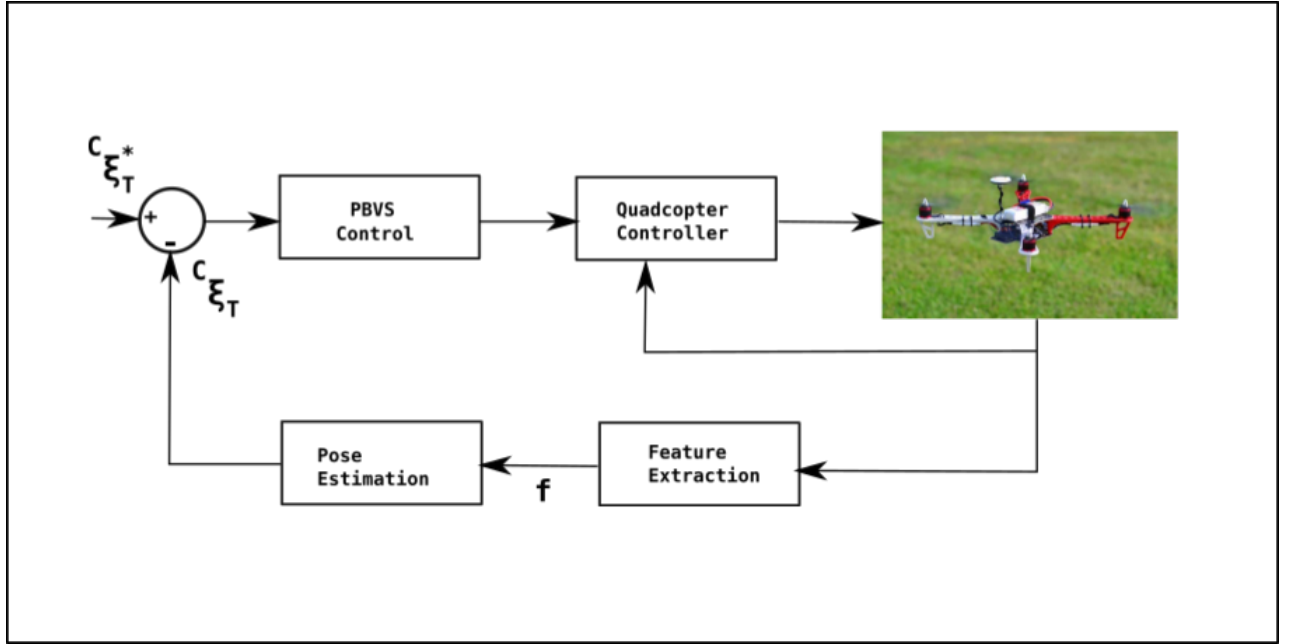 C ξ T *
+
-
C ξ T
PBVS
Control
Quadcopter
Controller
Pose
Estimation
f
Feature
Extraction